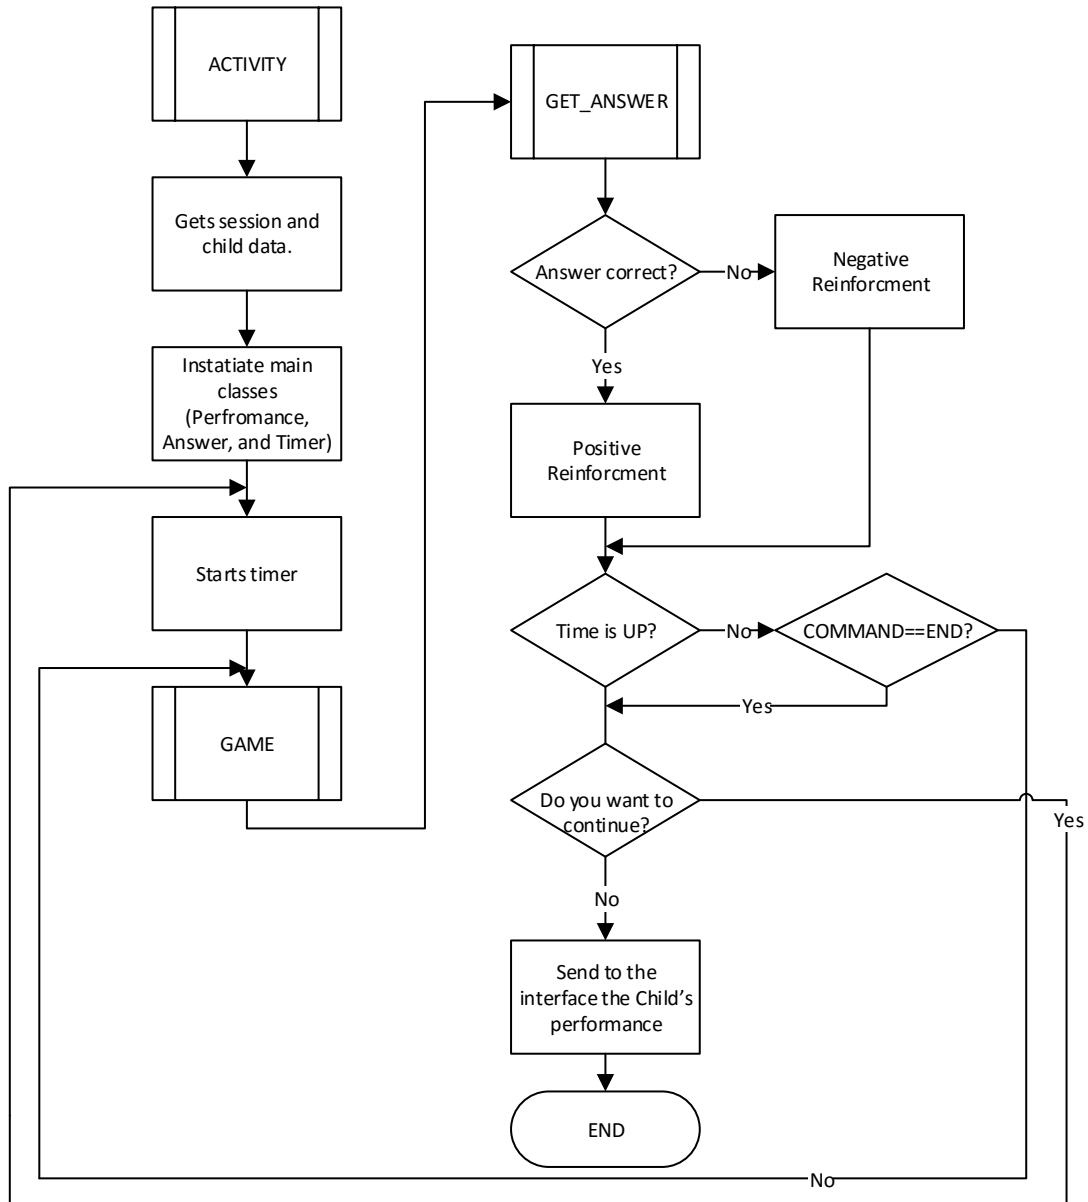 ACTIVITY
Gets session and
child data.
Instatiate main
classes
(Perfromance,
Answer, and Timer)
Starts timer
GAME
GET_ANSWER
Answer correct?
No
Negative
Reinforcment
Yes
Positive
Reinforcment
Time is UP?
No
COMMAND==END?
Yes
Do you want to
continue?
Yes
No
Send to the
interface the Child’s
performance
END
No